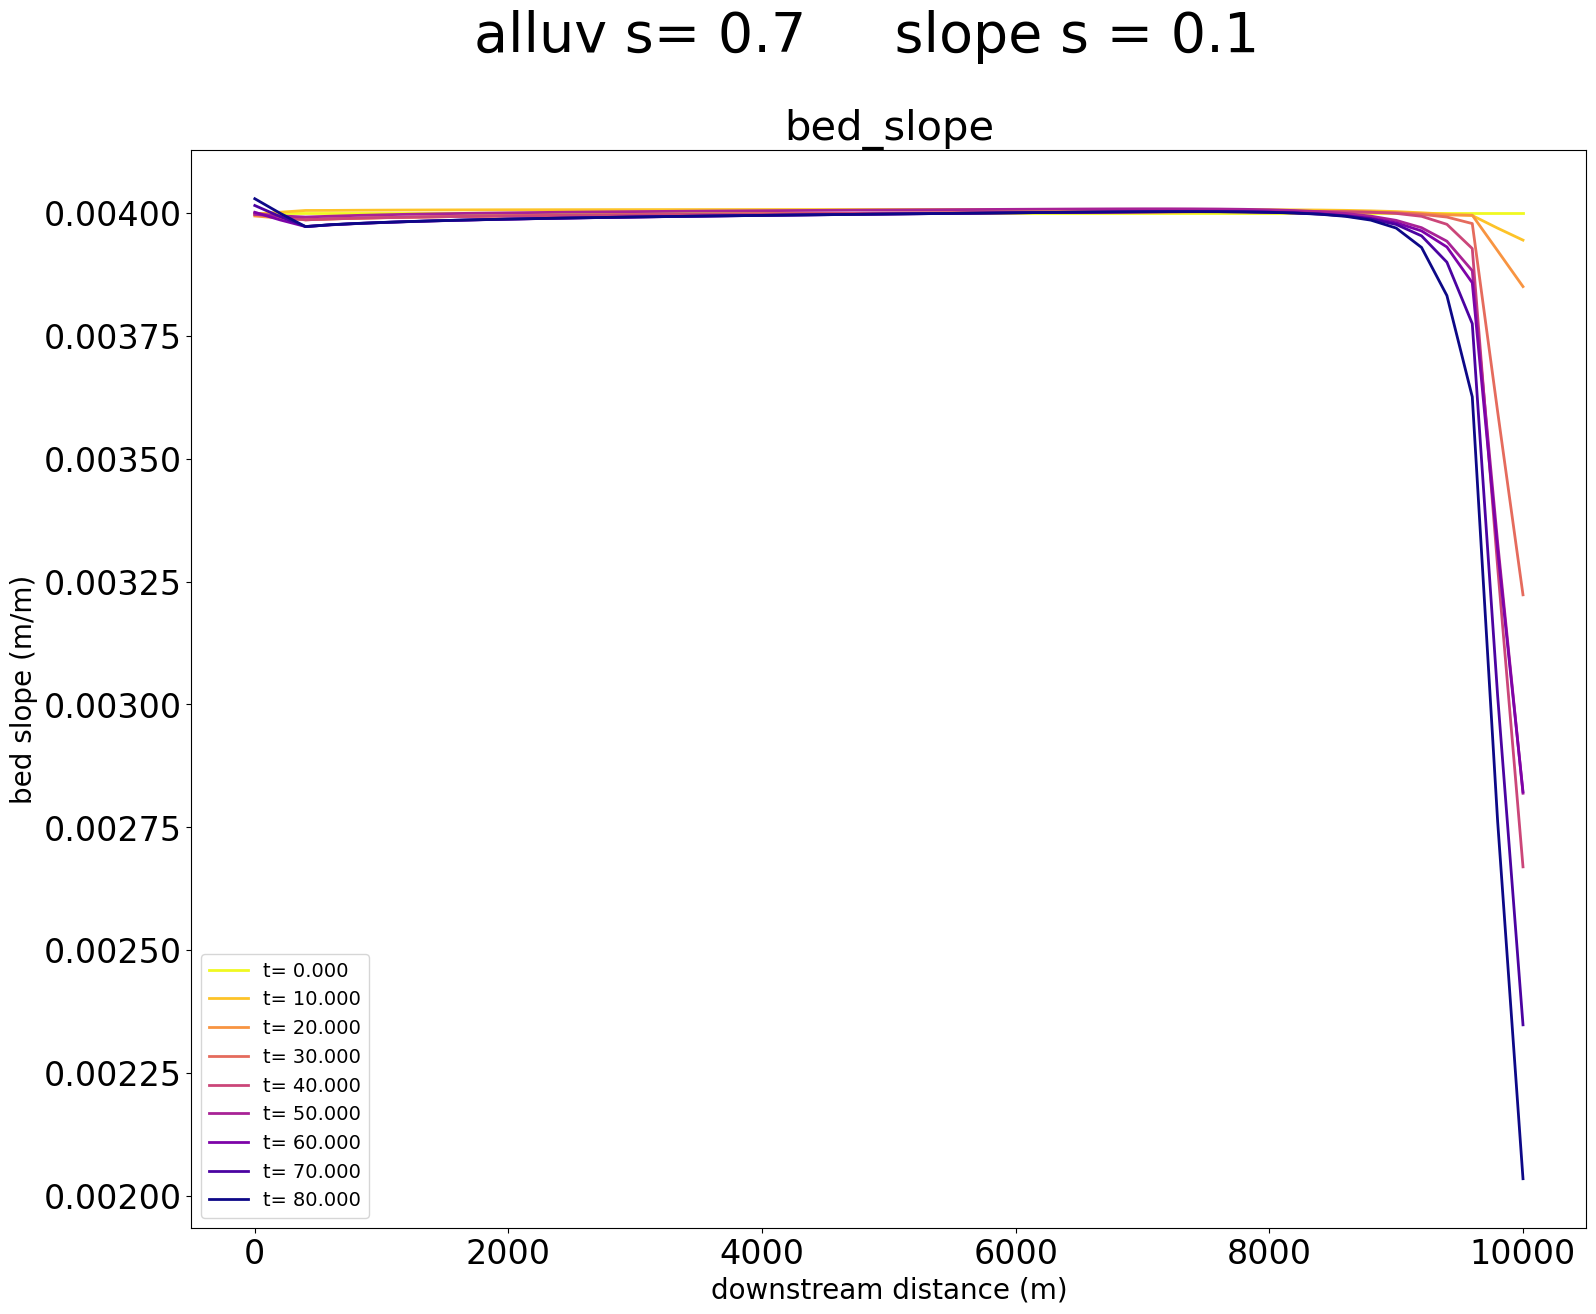 alluv s= 0.7 slope s = 0.1
bed_slope
0.00400
0.00375
0.00350
0.00325
0.00300
0.00275
0.00250
0.00225
0.00200
bed slope (m/m)
t= 0.000
t= 10.000
t= 20.000
t= 30.000
t= 40.000
t= 50.000
t= 60.000
t= 70.000
t= 80.000
0 2000 4000 6000 8000 10000
downstream distance (m)